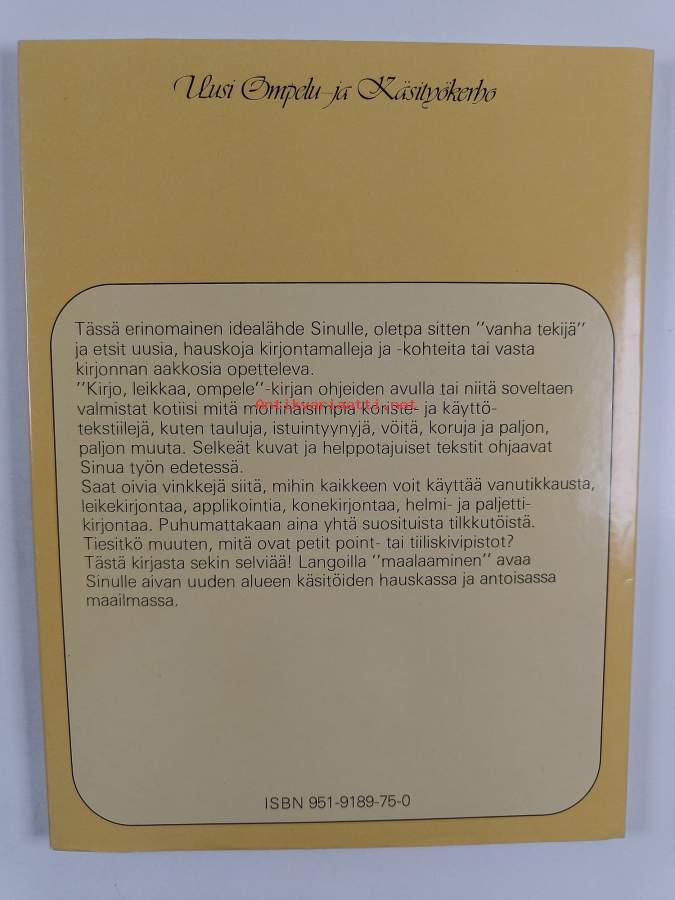 Uusi Ompelu- ja Käsityökerho
Tässä erinomainen idealähde Sinulle, oletpa sitten "vanha tekijä"
ja etsit uusia, hauskoja kirjontamalleja ja -kohteita tai vasta
kirjonnan aakkosia opetteleva.
"Kirjo, leikkaa, ompele"-kirjan ohjeiden avulla tai niitä soveltaen
valmistat kotiisi mitä moninaisimpia koriste- ja käyttö-
Antikvariaatti.net
tekstiilejä, kuten tauluja, istuintyynyjä, vöitä, koruja ja paljon,
paljon muuta. Selkeät kuvat ja helppotajuiset tekstit ohjaavat
Sinua työn edetessä.
Saat oivia vinkkejä siitä, mihin kaikkeen voit käyttää vanutikkausta,
leikekirjontaa, applikointia, konekirjontaa, helmi- ja paljetti-
kirjontaa. Puhumattakaan aina yhtä suosituista tilkkutöistä.
Tiesitkö muuten, mitä ovat petit point- tai tiiliskivipistot?
Tästä kirjasta sekin selviää! Langoilla "maalaaminen" avaa
Sinulle aivan uuden alueen käsitöiden hauskassa ja antoisassa
maailmassa.
ISBN 951-9189-75-0